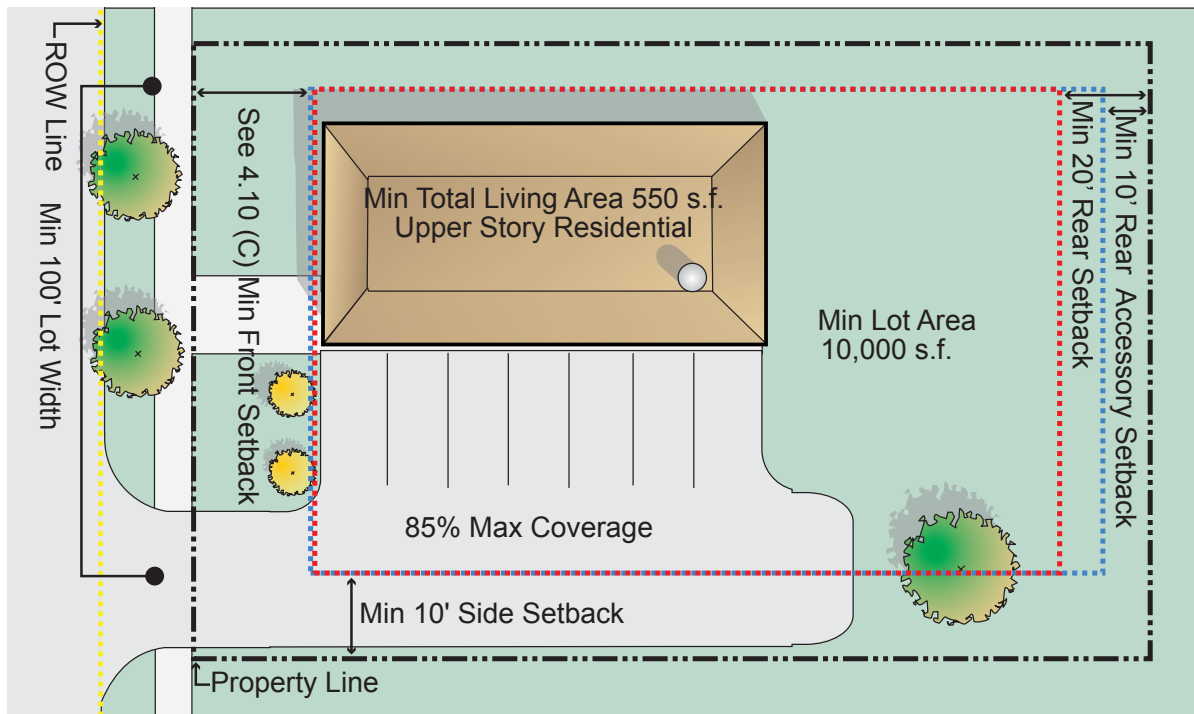 ROW Line
Min 100' Lot Width
See 4.10 (C) Min Front Setback
Min Total Living Area 550 s.f.
Upper Story Residential
Min Lot Area
10,000 s.f.
Min 20' Rear Setback
Min 10' Rear Accessory Setback
85% Max Coverage
Min 10' Side Setback
Property Line